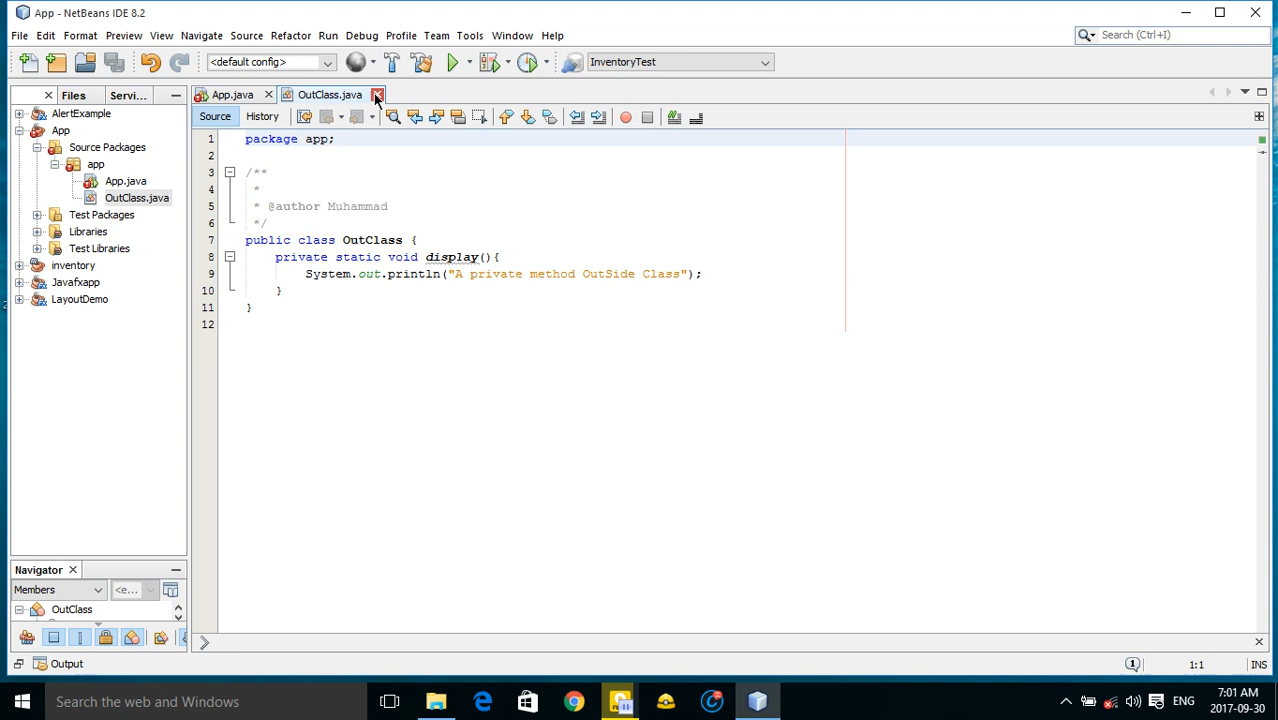 App - NetBeans IDE 8.2
File Edit Format Preview View Navigate Source Refactor Run Debug Profile Team Tools Window Help
Search (Ctrl+I)
<default config>
InventoryTest
Files Servi...
App.java OutClass.java
Source History
AlertExample
App
Source Packages
app
App.java
OutClass.java
Test Packages
Libraries
Test Libraries
inventory
Javafxapp
LayoutDemo
1 package app;
2
3 /**
4 *
5 * @author Muhammad
6 */
7 public class OutClass {
8 private static void display(){
9 System.out.println("A private method OutSide Class");
10 }
11 }
12
Navigator
Members <e...
OutClass
Output
1
1:1 INS
Search the web and Windows
ENG
7:01 AM
2017-09-30